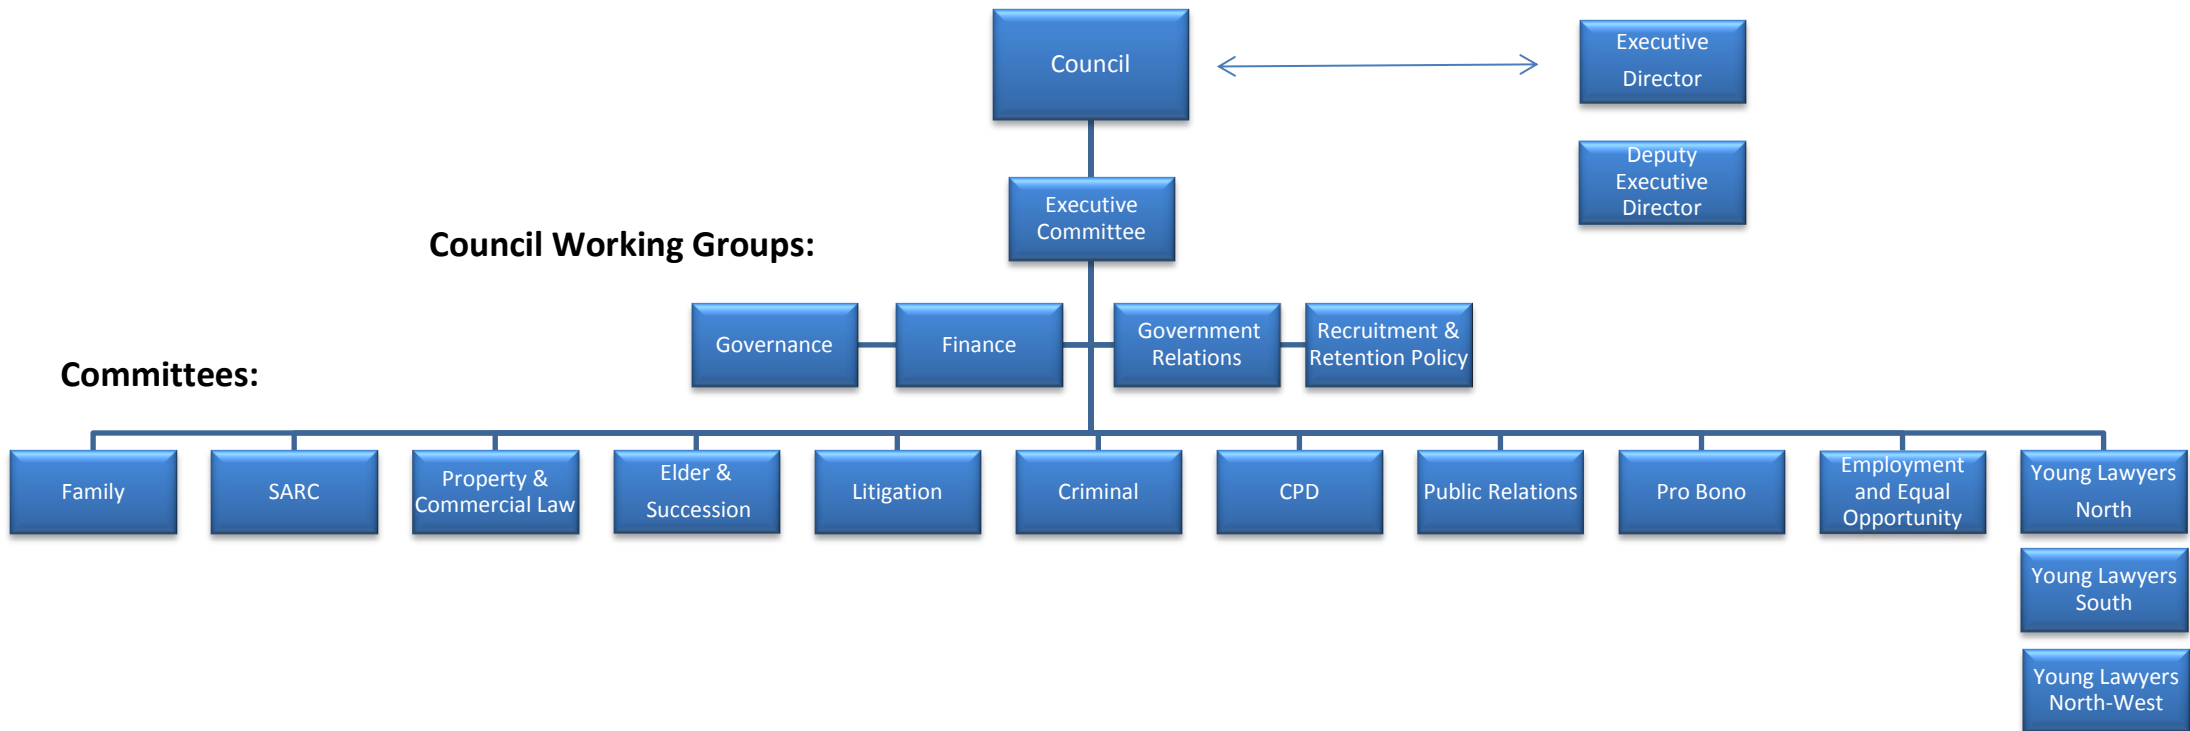 Council
Executive
Director
Deputy
Executive
Director
Executive
Committee
Council Working Groups:
Governance
Finance
Government
Relations
Recruitment &
Retention Policy
Committees:
Family
SARC
Property &
Commercial Law
Elder &
Succession
Litigation
Criminal
CPD
Public Relations
Pro Bono
Employment
and Equal
Opportunity
Young Lawyers
North
Young Lawyers
South
Young Lawyers
North-West